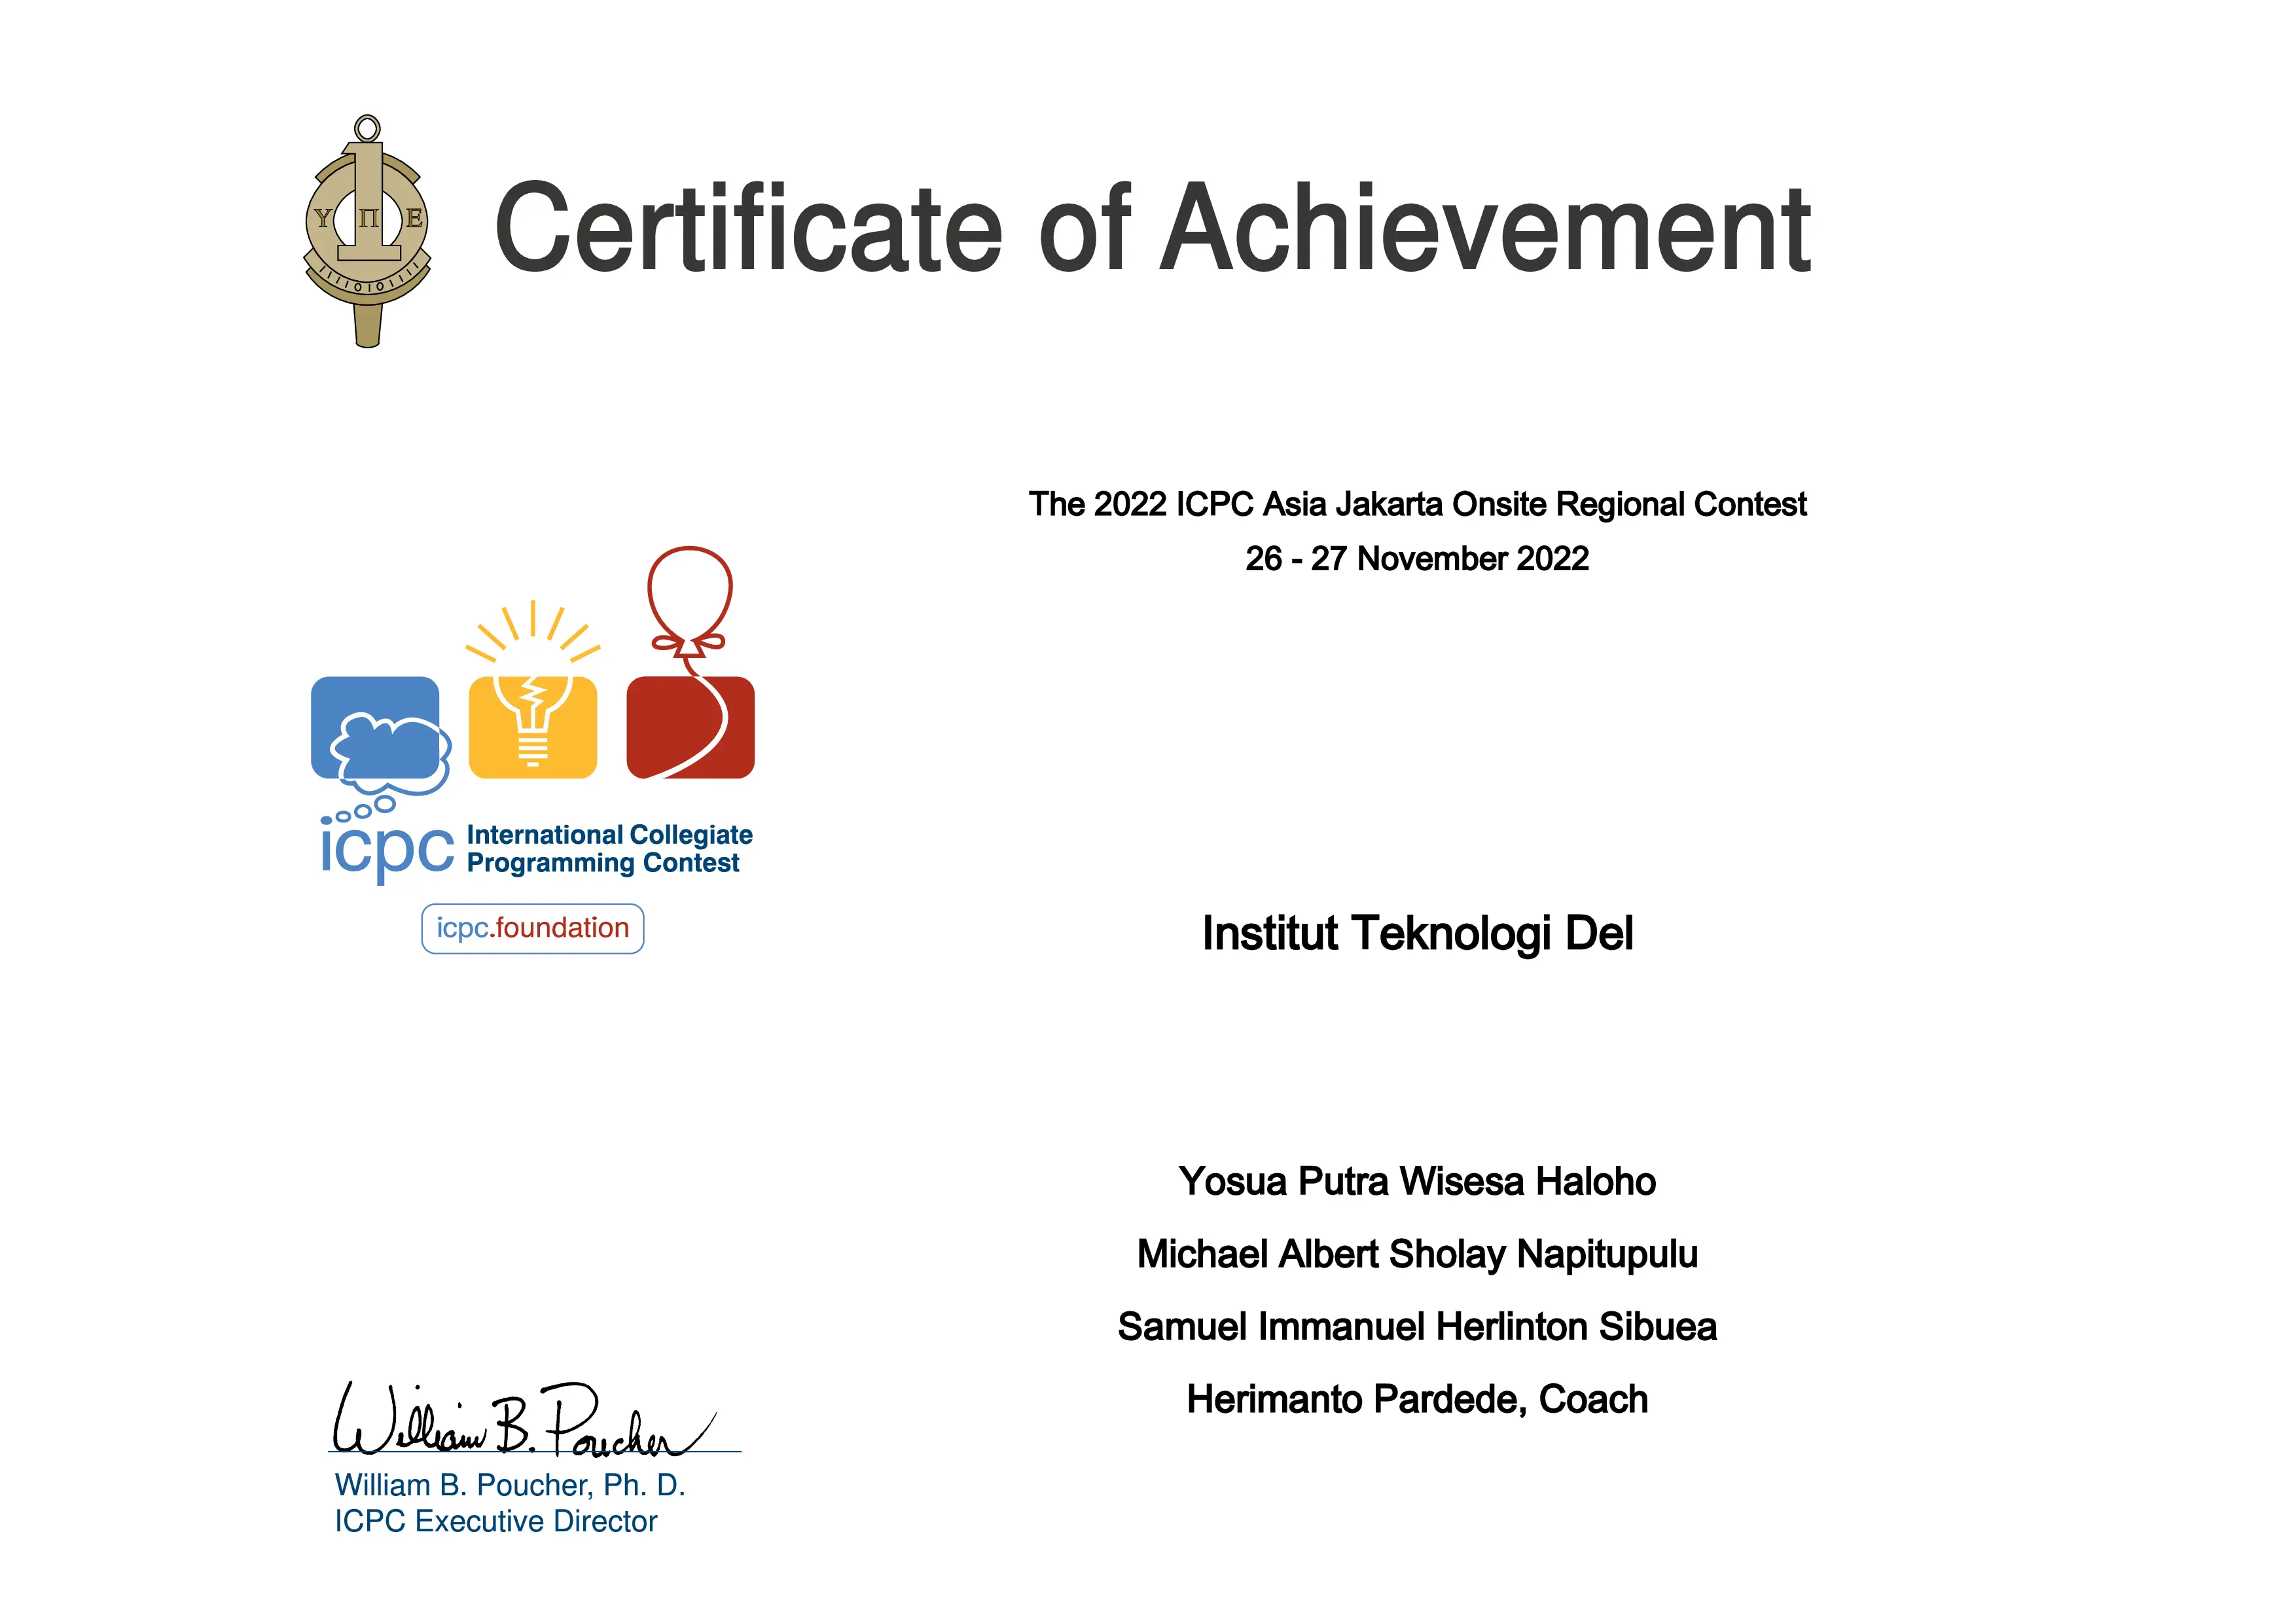 Υ Π Ε
1
Certificate of Achievement
The 2022 ICPC Asia Jakarta Onsite Regional Contest
26 - 27 November 2022
icpc International Collegiate
Programming Contest
icpc.foundation
Institut Teknologi Del
Yosua Putra Wisesa Haloho
Michael Albert Sholay Napitupulu
Samuel Immanuel Herlinton Sibuea
Herimanto Pardede, Coach
William B. Poucher
William B. Poucher, Ph. D.
ICPC Executive Director